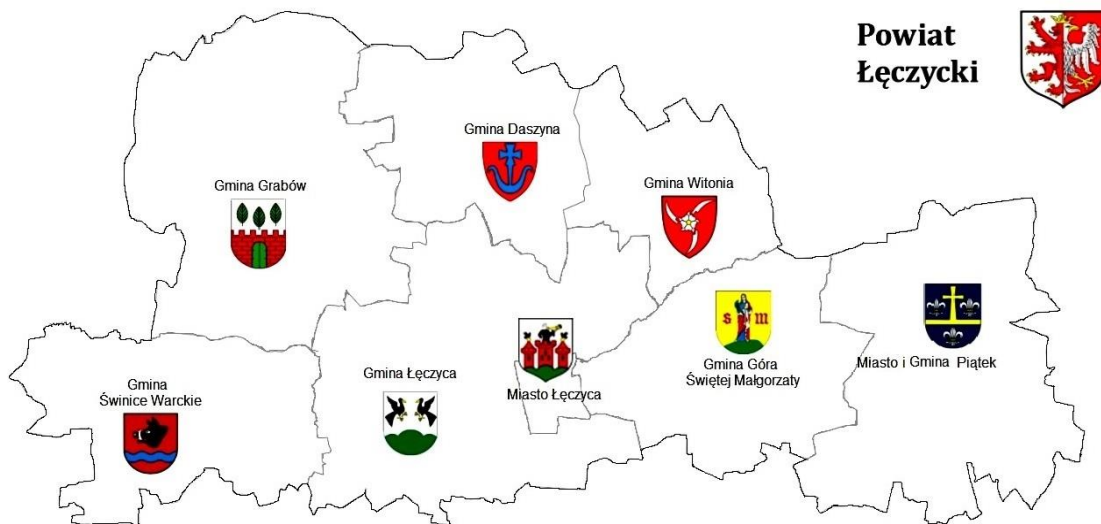 Powiat
Łęczycki
Gmina Daszyna
Gmina Grabów
Gmina Witonia
Gmina Góra
Świętej Małgorzaty
s m
Miasto i Gmina Piątek
Gmina Łęczyca
Miasto Łęczyca
Gmina
Świnice Warckie